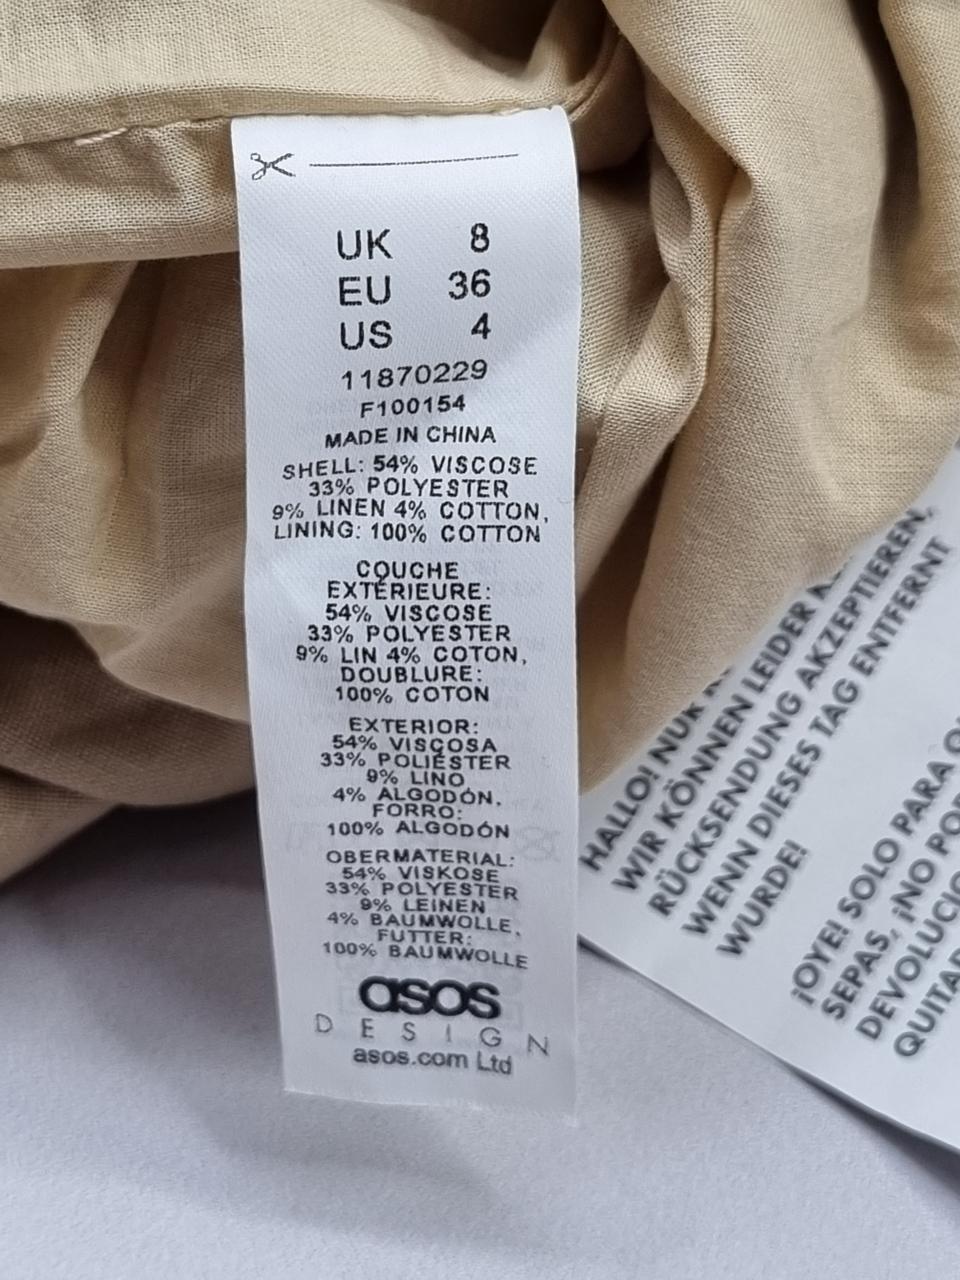 UK 8
EU 36
US 4
11870229
F100154
MADE IN CHINA
SHELL: 54% VISCOSE
33% POLYESTER
9% LINEN 4% COTTON,
LINING: 100% COTTON
COUCHE
EXTÉRIEURE:
54% VISCOSE
33% POLYESTER
9% LIN 4% COTON,
DOUBLURE:
100% COTON
EXTERIOR:
54% VISCOSA
33% POLIÉSTER
9% LINO
4% ALGODÓN,
FORRO:
100% ALGODÓN
OBERMATERIAL:
54% VISKOSE
33% POLYESTER
9% LEINEN
4% BAUMWOLLE,
FUTTER:
100% BAUMWOLLE
asos
DESIGN
asos.com Ltd
HALLO! NUR
WIR KÖNNEN LEIDER
RÜCKSENDUNG AKZEPTIEREN,
WENN DIESES TAG ENTFERNT
WURDE!
¡OYE! SOLO PARA
SEPAS, ¡NO